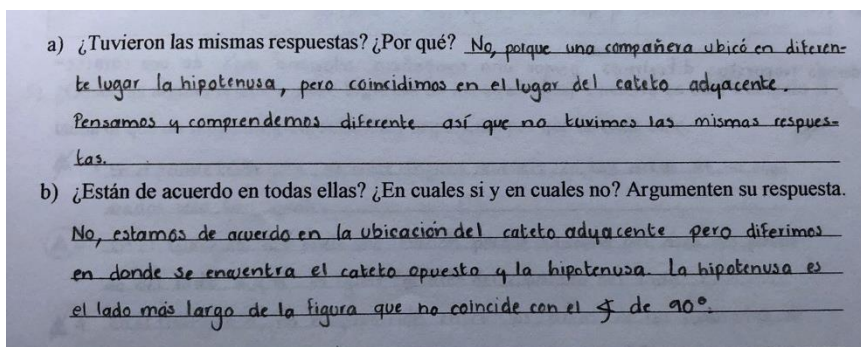 a) ¿Tuvieron las mismas respuestas? ¿Por qué? No, porque una compañera ubicó en diferen-
te lugar la hipotenusa, pero coincidimos en el lugar del cateto adyacente.
Pensamos y comprendemos diferente así que no tuvimos las mismas respues-
tas.
b) ¿Están de acuerdo en todas ellas? ¿En cuales si y en cuales no? Argumenten su respuesta.
No, estamos de acuerdo en la ubicación del cateto adyacente pero diferimos
en donde se encuentra el cateto opuesto y la hipotenusa. La hipotenusa es
el lado más largo de la figura que no coincide con el ∡ de 90°.